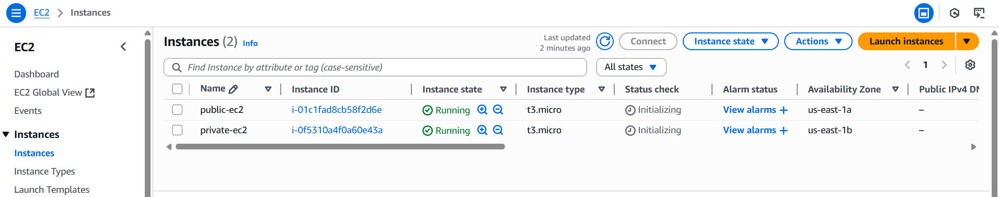 EC2 > Instances
EC2
Dashboard
EC2 Global View
Events
Instances
Instances
Instance Types
Launch Templates
Instances (2) Info
Last updated
2 minutes ago
Connect
Instance state
Actions
Launch instances
Find Instance by attribute or tag (case-sensitive)
All states
1
Name Instance ID Instance state Instance type Status check Alarm status Availability Zone Public IPv4 DN
public-ec2 i-01c1fad8cb58f2d6e Running t3.micro Initializing View alarms + us-east-1a –
private-ec2 i-0f5310a4f0a60e43a Running t3.micro Initializing View alarms + us-east-1b –